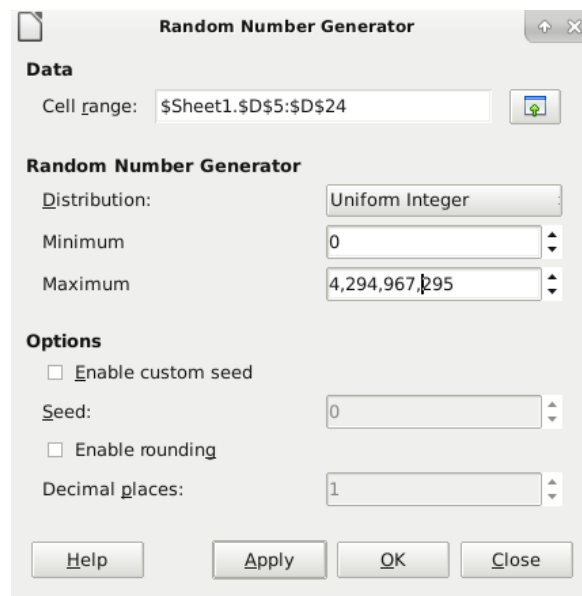 Random Number Generator
Data
Cell range: $Sheet1.$D$5:$D$24
Random Number Generator
Distribution: Uniform Integer
Minimum 0
Maximum 4,294,967,295
Options
Enable custom seed
Seed: 0
Enable rounding
Decimal places: 1
Help Apply OK Close